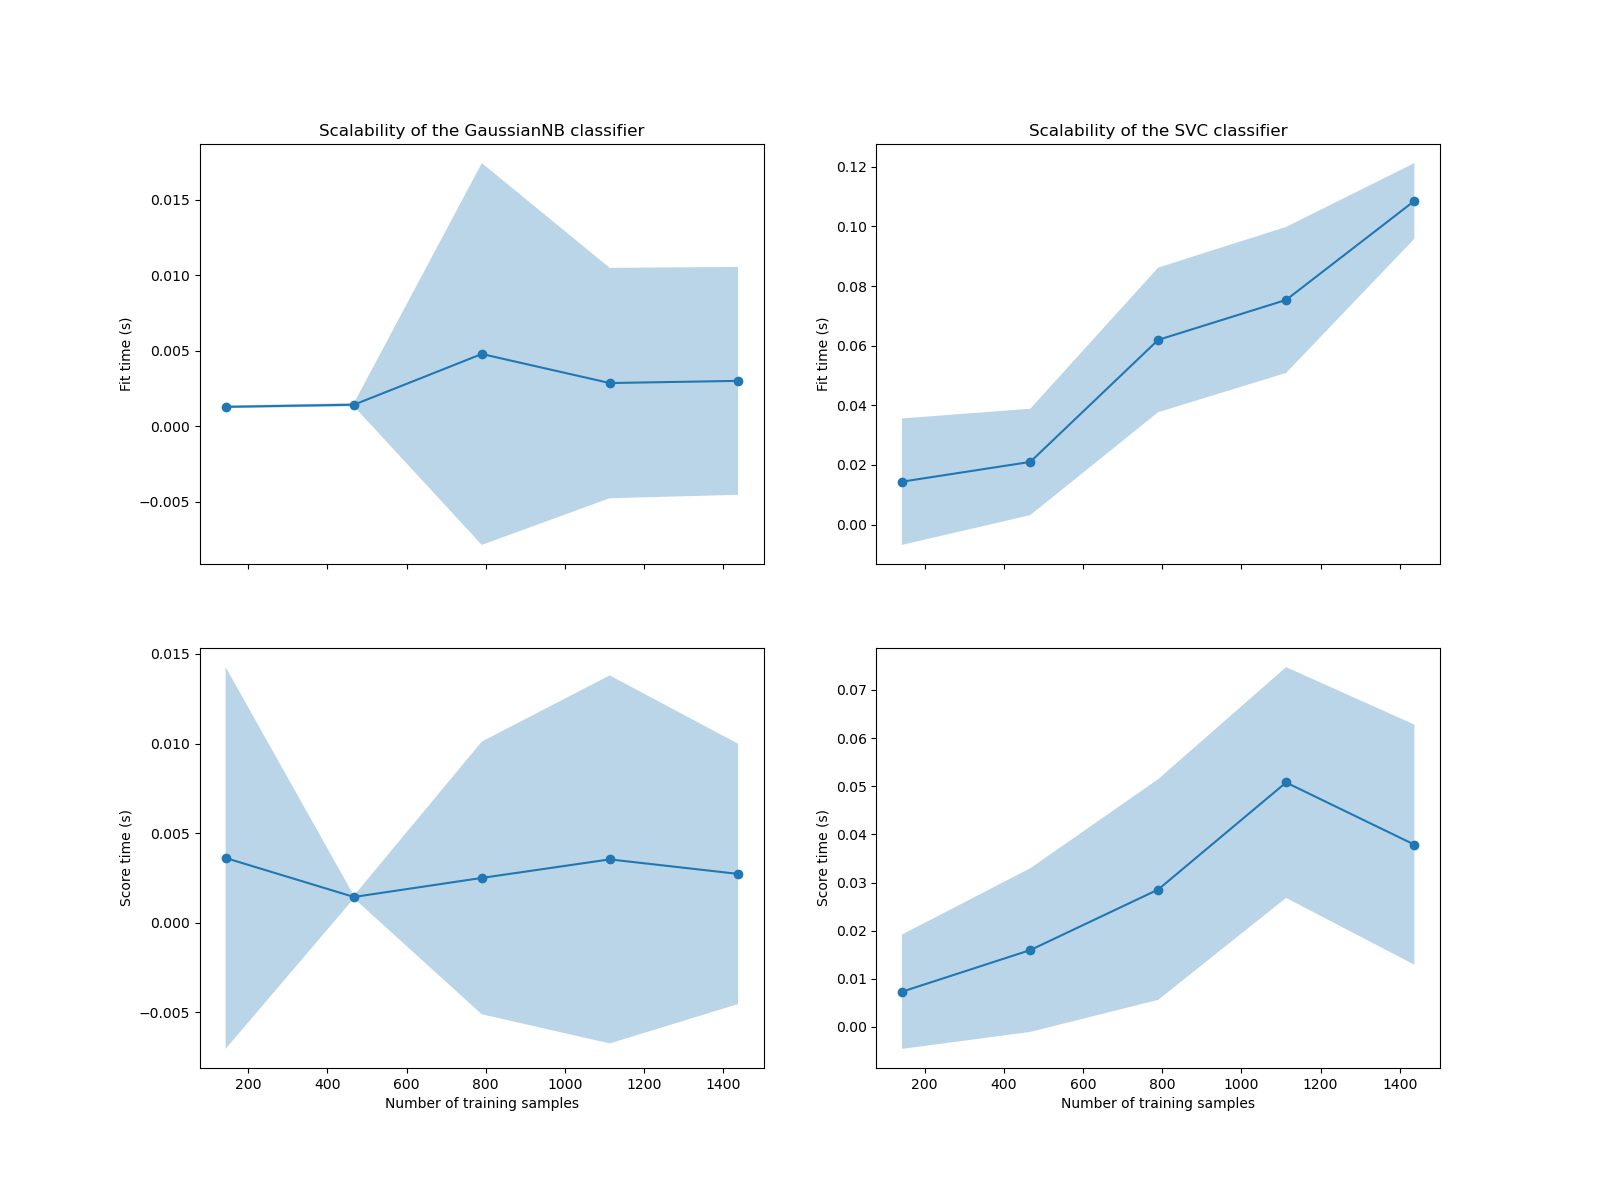 Scalability of the GaussianNB classifier
Fit time (s)
0.015
0.010
0.005
0.000
−0.005
Scalability of the SVC classifier
Fit time (s)
0.12
0.10
0.08
0.06
0.04
0.02
0.00
Score time (s)
0.015
0.010
0.005
0.000
−0.005
200 400 600 800 1000 1200 1400
Number of training samples
Score time (s)
0.07
0.06
0.05
0.04
0.03
0.02
0.01
0.00
200 400 600 800 1000 1200 1400
Number of training samples